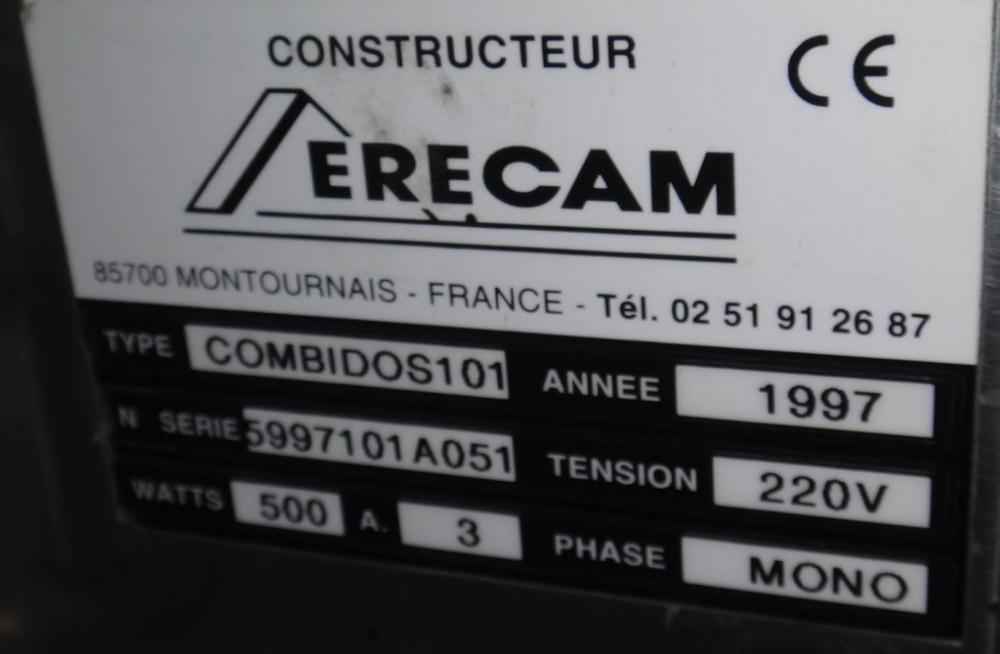 CONSTRUCTEUR CE
ERECAM
85700 MONTOURNAIS - FRANCE - Tél. 02 51 91 26 87
TYPE COMBIDOS101 ANNEE 1997
N SERIE 5997101A051 TENSION 220V
WATTS 500 A. 3 PHASE MONO